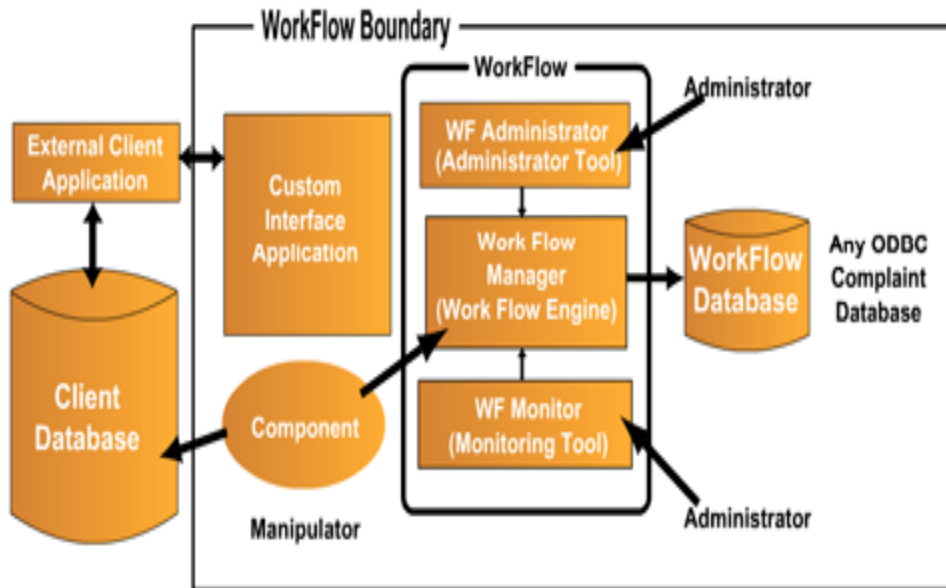 WorkFlow Boundary
WorkFlow
Administrator
WF Administrator
(Administrator Tool)
External Client
Application
Custom
Interface
Application
Work Flow
Manager
(Work Flow Engine)
WorkFlow
Database
Any ODBC
Complaint
Database
Client
Database
Component
WF Monitor
(Monitoring Tool)
Manipulator
Administrator